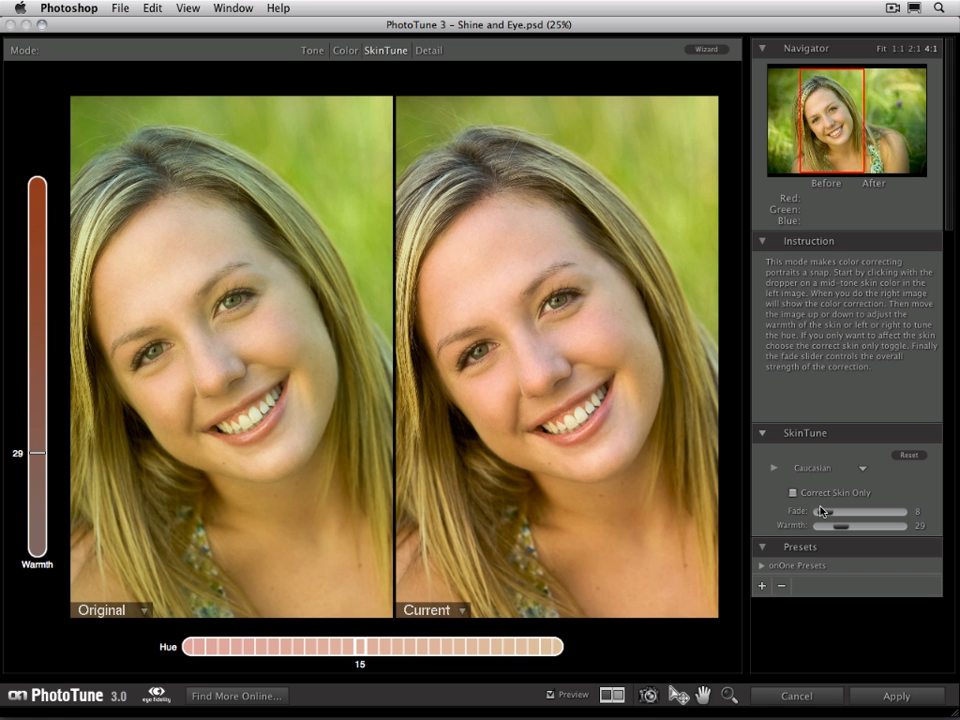 Photoshop File Edit View Window Help
PhotoTune 3 - Shine and Eye.psd (25%)
Mode: Tone Color SkinTune Detail Wizard
Navigator Fit 1:1 2:1 4:1
Before After
Red:
Green:
Blue:
Instruction
This mode makes color correcting
portraits a snap. Start by clicking with the
dropper on a mid-tone skin color in the
left image. When you do the right image
will show the color correction. Then move
the image up or down to adjust the
warmth of the skin or left or right to tune
the hue. If you only want to affect the skin
choose the correct skin only toggle. Finally
the fade slider controls the overall
strength of the correction.
29
Warmth
Original
Current
Hue
15
SkinTune
Reset
Caucasian
Correct Skin Only
Fade: 8
Warmth: 29
Presets
onOne Presets
on PhotoTune 3.0 eye fidelity Find More Online... Preview Cancel Apply